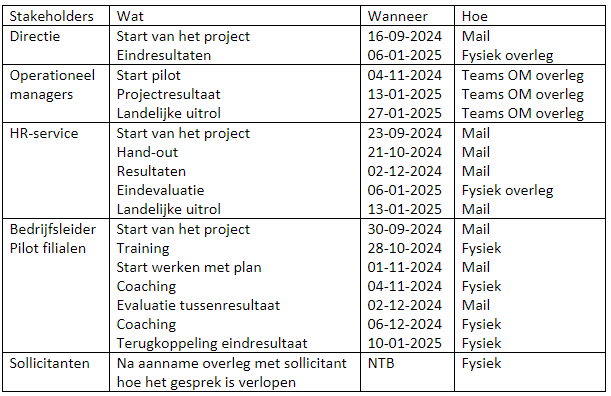 Stakeholders Wat Wanneer Hoe
Directie Start van het project 16-09-2024 Mail
Eindresultaten 06-01-2025 Fysiek overleg
Operationeel Start pilot 04-11-2024 Teams OM overleg
managers Projectresultaat 13-01-2025 Teams OM overleg
Landelijke uitrol 27-01-2025 Teams OM overleg
HR-service Start van het project 23-09-2024 Mail
Hand-out 21-10-2024 Mail
Resultaten 02-12-2024 Mail
Eindevaluatie 06-01-2025 Fysiek overleg
Landelijke uitrol 13-01-2025 Mail
Bedrijfsleider Start van het project 30-09-2024 Mail
Pilot filialen Training 28-10-2024 Fysiek
Start werken met plan 01-11-2024 Mail
Coaching 04-11-2024 Fysiek
Evaluatie tussenresultaat 02-12-2024 Mail
Coaching 06-12-2024 Fysiek
Terugkoppeling eindresultaat 10-01-2025 Fysiek
Sollicitanten Na aanname overleg met sollicitant NTB Fysiek
hoe het gesprek is verlopen